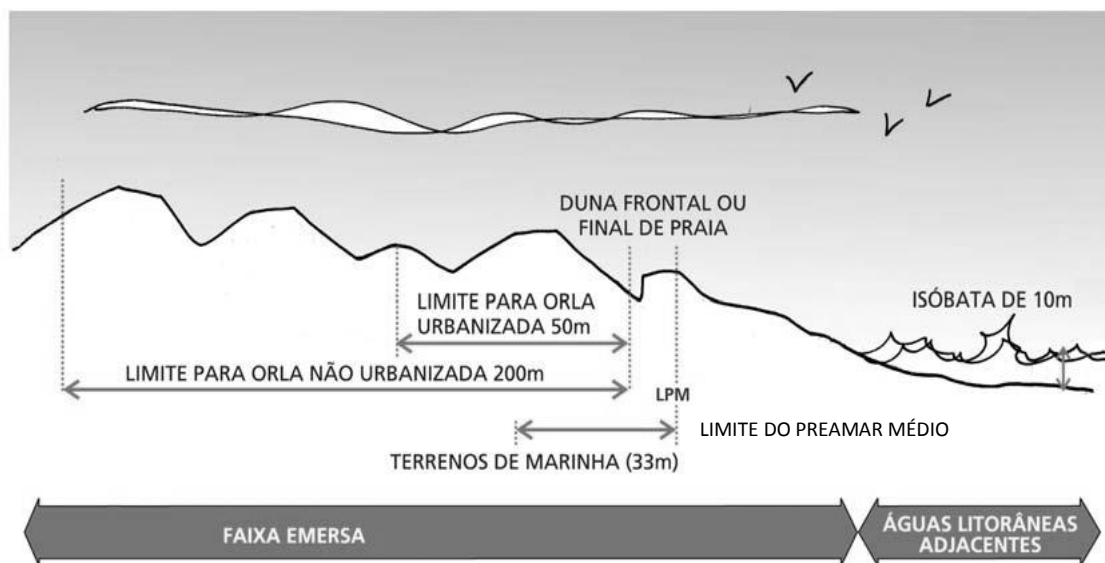 DUNA FRONTAL OU
FINAL DE PRAIA
ISÓBATA DE 10m
LIMITE PARA ORLA
URBANIZADA 50m
LIMITE PARA ORLA NÃO URBANIZADA 200m
LPM
LIMITE DO PREAMAR MÉDIO
TERRENOS DE MARINHA (33m)
FAIXA EMERSA
ÁGUAS LITORÂNEAS
ADJACENTES